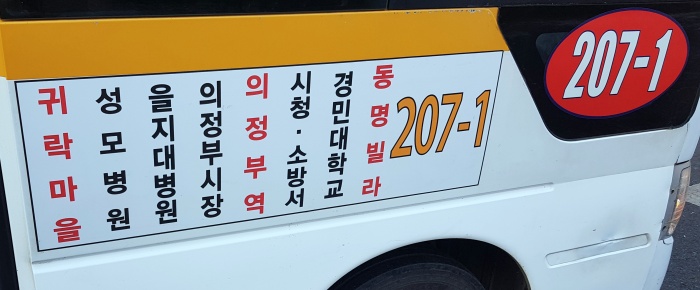 귀락마을
성모병원
을지대병원
의정부시장
의정부역
시청·소방서
경민대학교
동명빌라
207-1
207-1